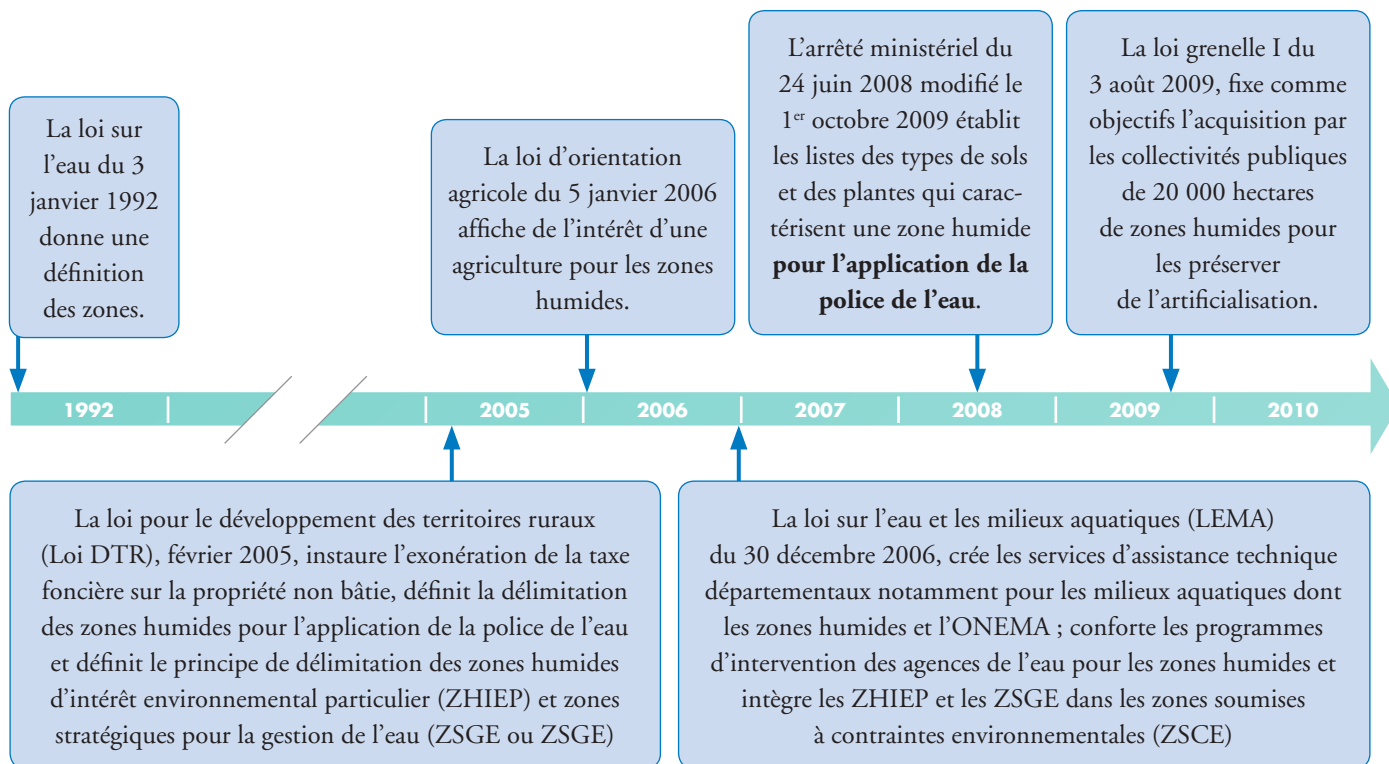 La loi sur
l'eau du 3
janvier 1992
donne une
définition
des zones.
La loi d'orientation
agricole du 5 janvier 2006
affiche de l'intérêt d'une
agriculture pour les zones
humides.
L'arrêté ministériel du
24 juin 2008 modifié le
1er octobre 2009 établit
les listes des types de sols
et des plantes qui carac-
térisent une zone humide
pour l'application de la
police de l'eau.
La loi grenelle I du
3 août 2009, fixe comme
objectifs l'acquisition par
les collectivités publiques
de 20 000 hectares
de zones humides pour
les préserver
de l'artificialisation.
1992 2005 2006 2007 2008 2009 2010
La loi pour le développement des territoires ruraux
(Loi DTR), février 2005, instaure l'exonération de la taxe
foncière sur la propriété non bâtie, définit la délimitation
des zones humides pour l'application de la police de l'eau
et définit le principe de délimitation des zones humides
d'intérêt environnemental particulier (ZHIEP) et zones
stratégiques pour la gestion de l'eau (ZSGE ou ZSGE)
La loi sur l'eau et les milieux aquatiques (LEMA)
du 30 décembre 2006, crée les services d'assistance technique
départementaux notamment pour les milieux aquatiques dont
les zones humides et l'ONEMA ; conforte les programmes
d'intervention des agences de l'eau pour les zones humides et
intègre les ZHIEP et les ZSGE dans les zones soumises
à contraintes environnementales (ZSCE)